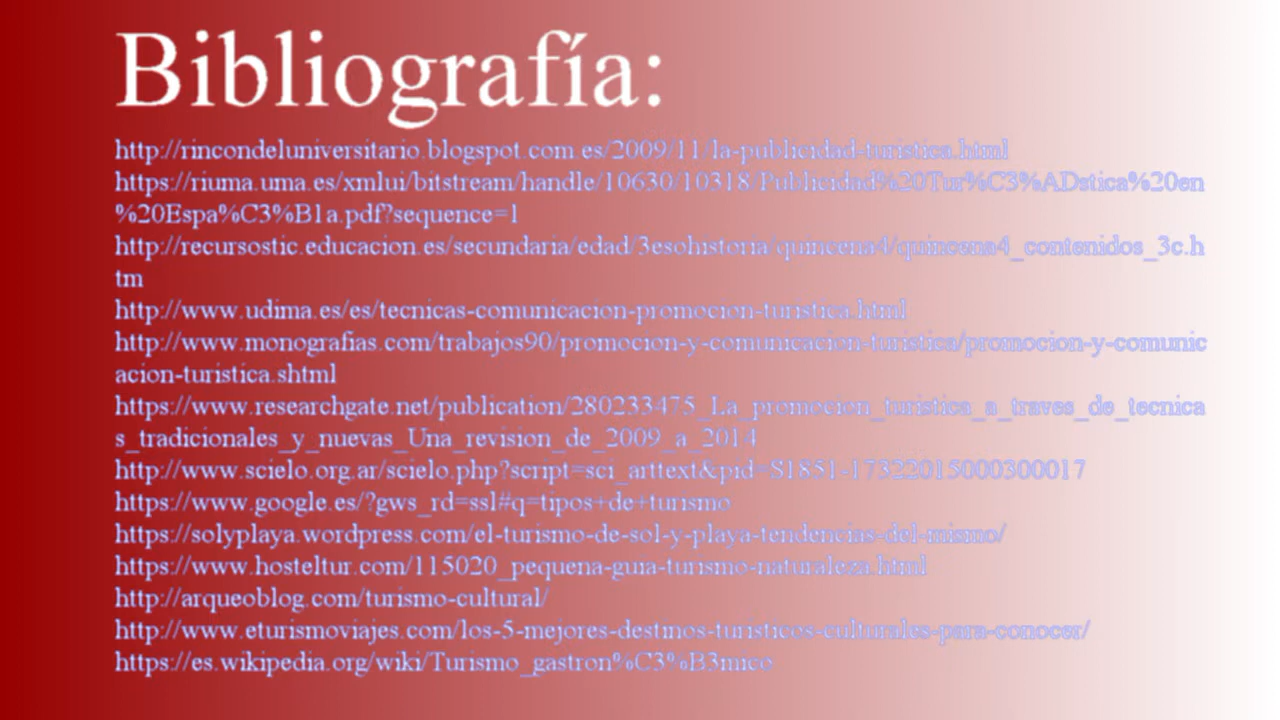 Bibliografía:
http://rincondeluniversitario.blogspot.com.es/2009/11/la-publicidad-turistica.html
https://riuma.uma.es/xmlui/bitstream/handle/10630/10318/Publicidad%20Tur%C3%ADstica%20en
%20Espa%C3%B1a.pdf?sequence=1
http://recursostic.educacion.es/secundaria/edad/3esohistoria/quincena4/quincena4_contenidos_3c.h
tm
http://www.udima.es/es/tecnicas-comunicacion-promocion-turistica.html
http://www.monografias.com/trabajos90/promocion-y-comunicacion-turistica/promocion-y-comunic
acion-turistica.shtml
https://www.researchgate.net/publication/280233475_La_promocion_turistica_a_traves_de_tecnica
s_tradicionales_y_nuevas_Una_revision_de_2009_a_2014
http://www.scielo.org.ar/scielo.php?script=sci_arttext&pid=S1851-17322015000300017
https://www.google.es/?gws_rd=ssl#q=tipos+de+turismo
https://solyplaya.wordpress.com/el-turismo-de-sol-y-playa-tendencias-del-mismo/
https://www.hosteltur.com/115020_pequena-guia-turismo-naturaleza.html
http://arqueoblog.com/turismo-cultural/
http://www.eturismoviajes.com/los-5-mejores-destinos-turisticos-culturales-para-conocer/
https://es.wikipedia.org/wiki/Turismo_gastron%C3%B3mico